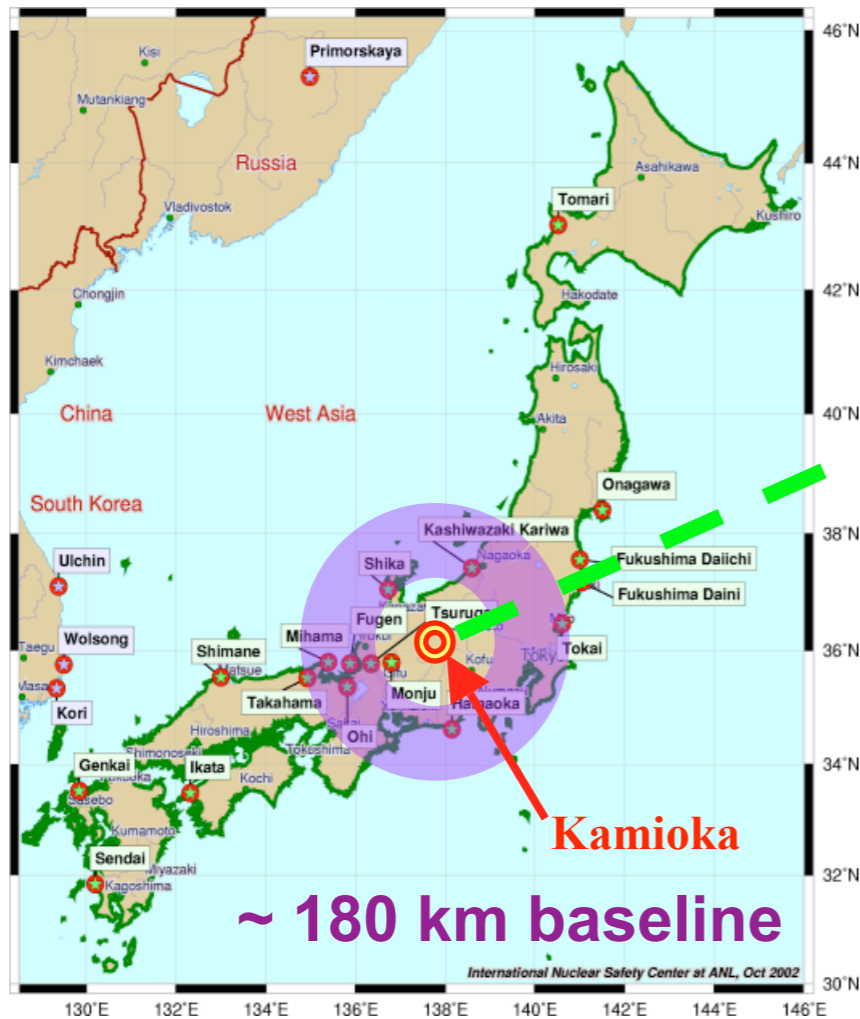 46°N
Kisi
Primorskaya
Mutankiang
Russia
44°N
Asahikawa
Tomari
Vladivostok
Kushiro
Chongjin
42°N
Hakodate
Kimchaek
Hirosaki
China
West Asia
40°N
Akita
South Korea
Onagawa
Kashiwazaki Kariwa
38°N
Ulchin
Shika
Nagaoka
Fukushima Daiichi
Fukushima Daini
Tsuruga
Fugen
Mihama
Wolsong
Shimane
Taegu
Matsue
Kofu
Tokai
36°N
Takahama
Monju
Kori
Hamaoka
Ohi
Hiroshima
Tokushima
Shimonoseki
Genkai
Ikata
Kochi
34°N
Sasebo
Kumamoto
Kamioka
Sendai
Miyazaki
Kagoshima
32°N
~ 180 km baseline
International Nuclear Safety Center at ANL, Oct 2002
30°N
130°E 132°E 134°E 136°E 138°E 140°E 142°E 144°E 146°E